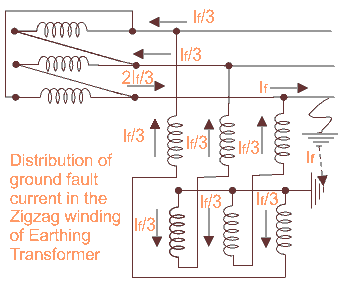 If/3
If/3
2If/3
If
If/3
If/3
If/3
If
Distribution of
ground fault
current in the
Zigzag winding
of Earthing
Transformer
If/3
If/3
If/3